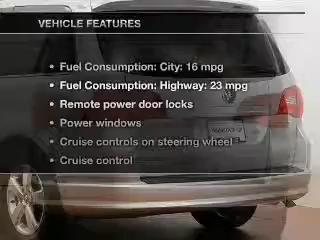 VEHICLE FEATURES
Fuel Consumption: City: 16 mpg
Fuel Consumption: Highway: 23 mpg
Remote power door locks
Power windows
Cruise controls on steering wheel
Cruise control